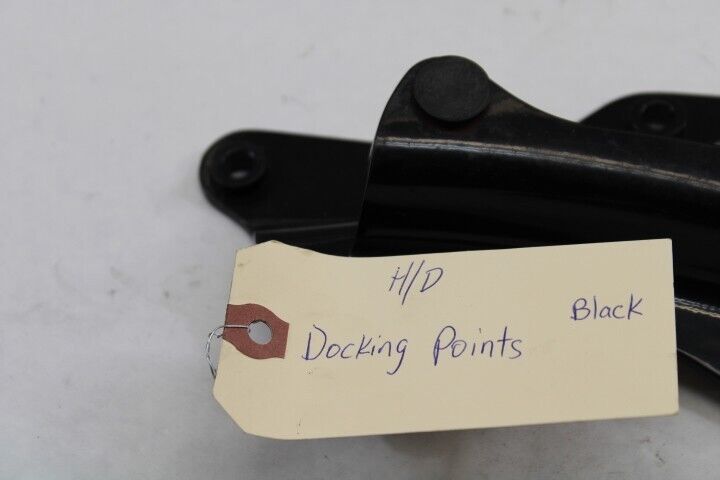 H/D
Black
Docking Points